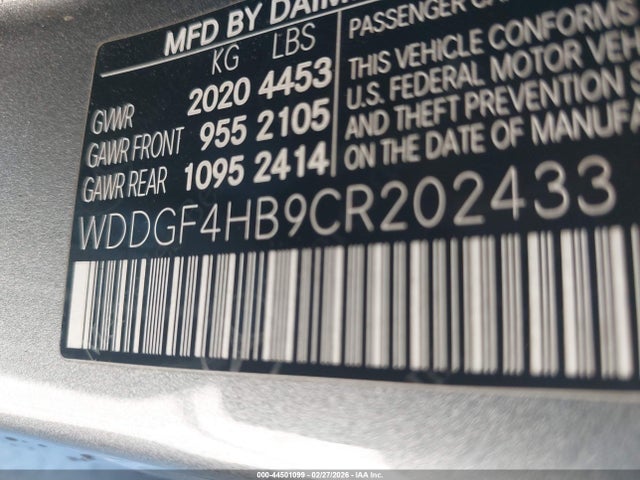 MFD BY DAIM
KG LBS
GVWR 2020 4453
GAWR FRONT 955 2105
GAWR REAR 1095 2414
PASSENGER CA
THIS VEHICLE CONFORMS
U.S. FEDERAL MOTOR VEH
AND THEFT PREVENTION S
ON THE DATE OF MANUFA
WDDGF4HB9CR202433
000-44501099 - 02/27/2026 - IAA Inc.